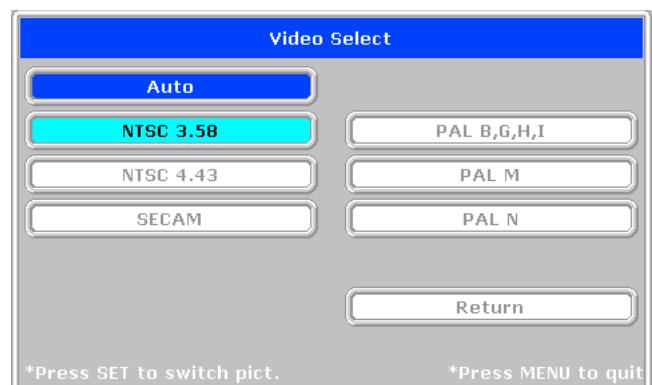 Video Select
Auto
NTSC 3.58
PAL B,G,H,I
NTSC 4.43
PAL M
SECAM
PAL N
Return
*Press SET to switch pict.
*Press MENU to quit